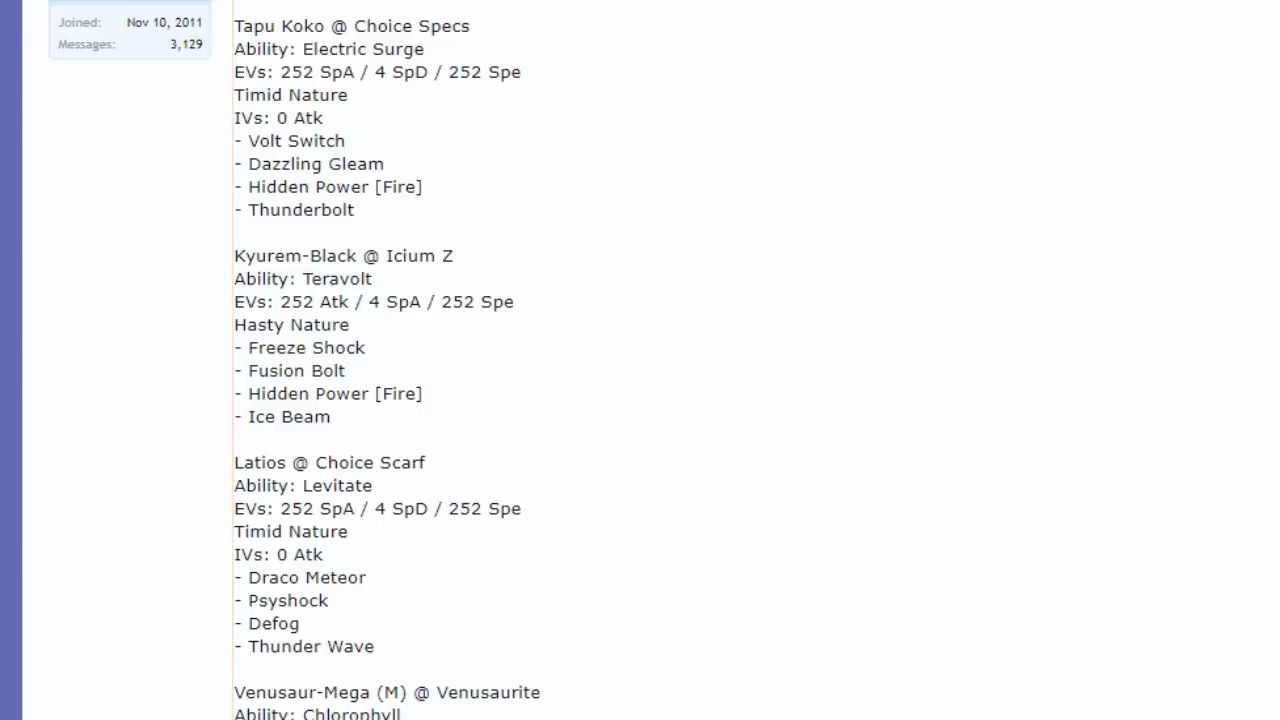 Joined: Nov 10, 2011
Messages: 3,129
Tapu Koko @ Choice Specs
Ability: Electric Surge
EVs: 252 SpA / 4 SpD / 252 Spe
Timid Nature
IVs: 0 Atk
- Volt Switch
- Dazzling Gleam
- Hidden Power [Fire]
- Thunderbolt
Kyurem-Black @ Icium Z
Ability: Teravolt
EVs: 252 Atk / 4 SpA / 252 Spe
Hasty Nature
- Freeze Shock
- Fusion Bolt
- Hidden Power [Fire]
- Ice Beam
Latios @ Choice Scarf
Ability: Levitate
EVs: 252 SpA / 4 SpD / 252 Spe
Timid Nature
IVs: 0 Atk
- Draco Meteor
- Psyshock
- Defog
- Thunder Wave
Venusaur-Mega (M) @ Venusaurite
Ability: Chlorophyll